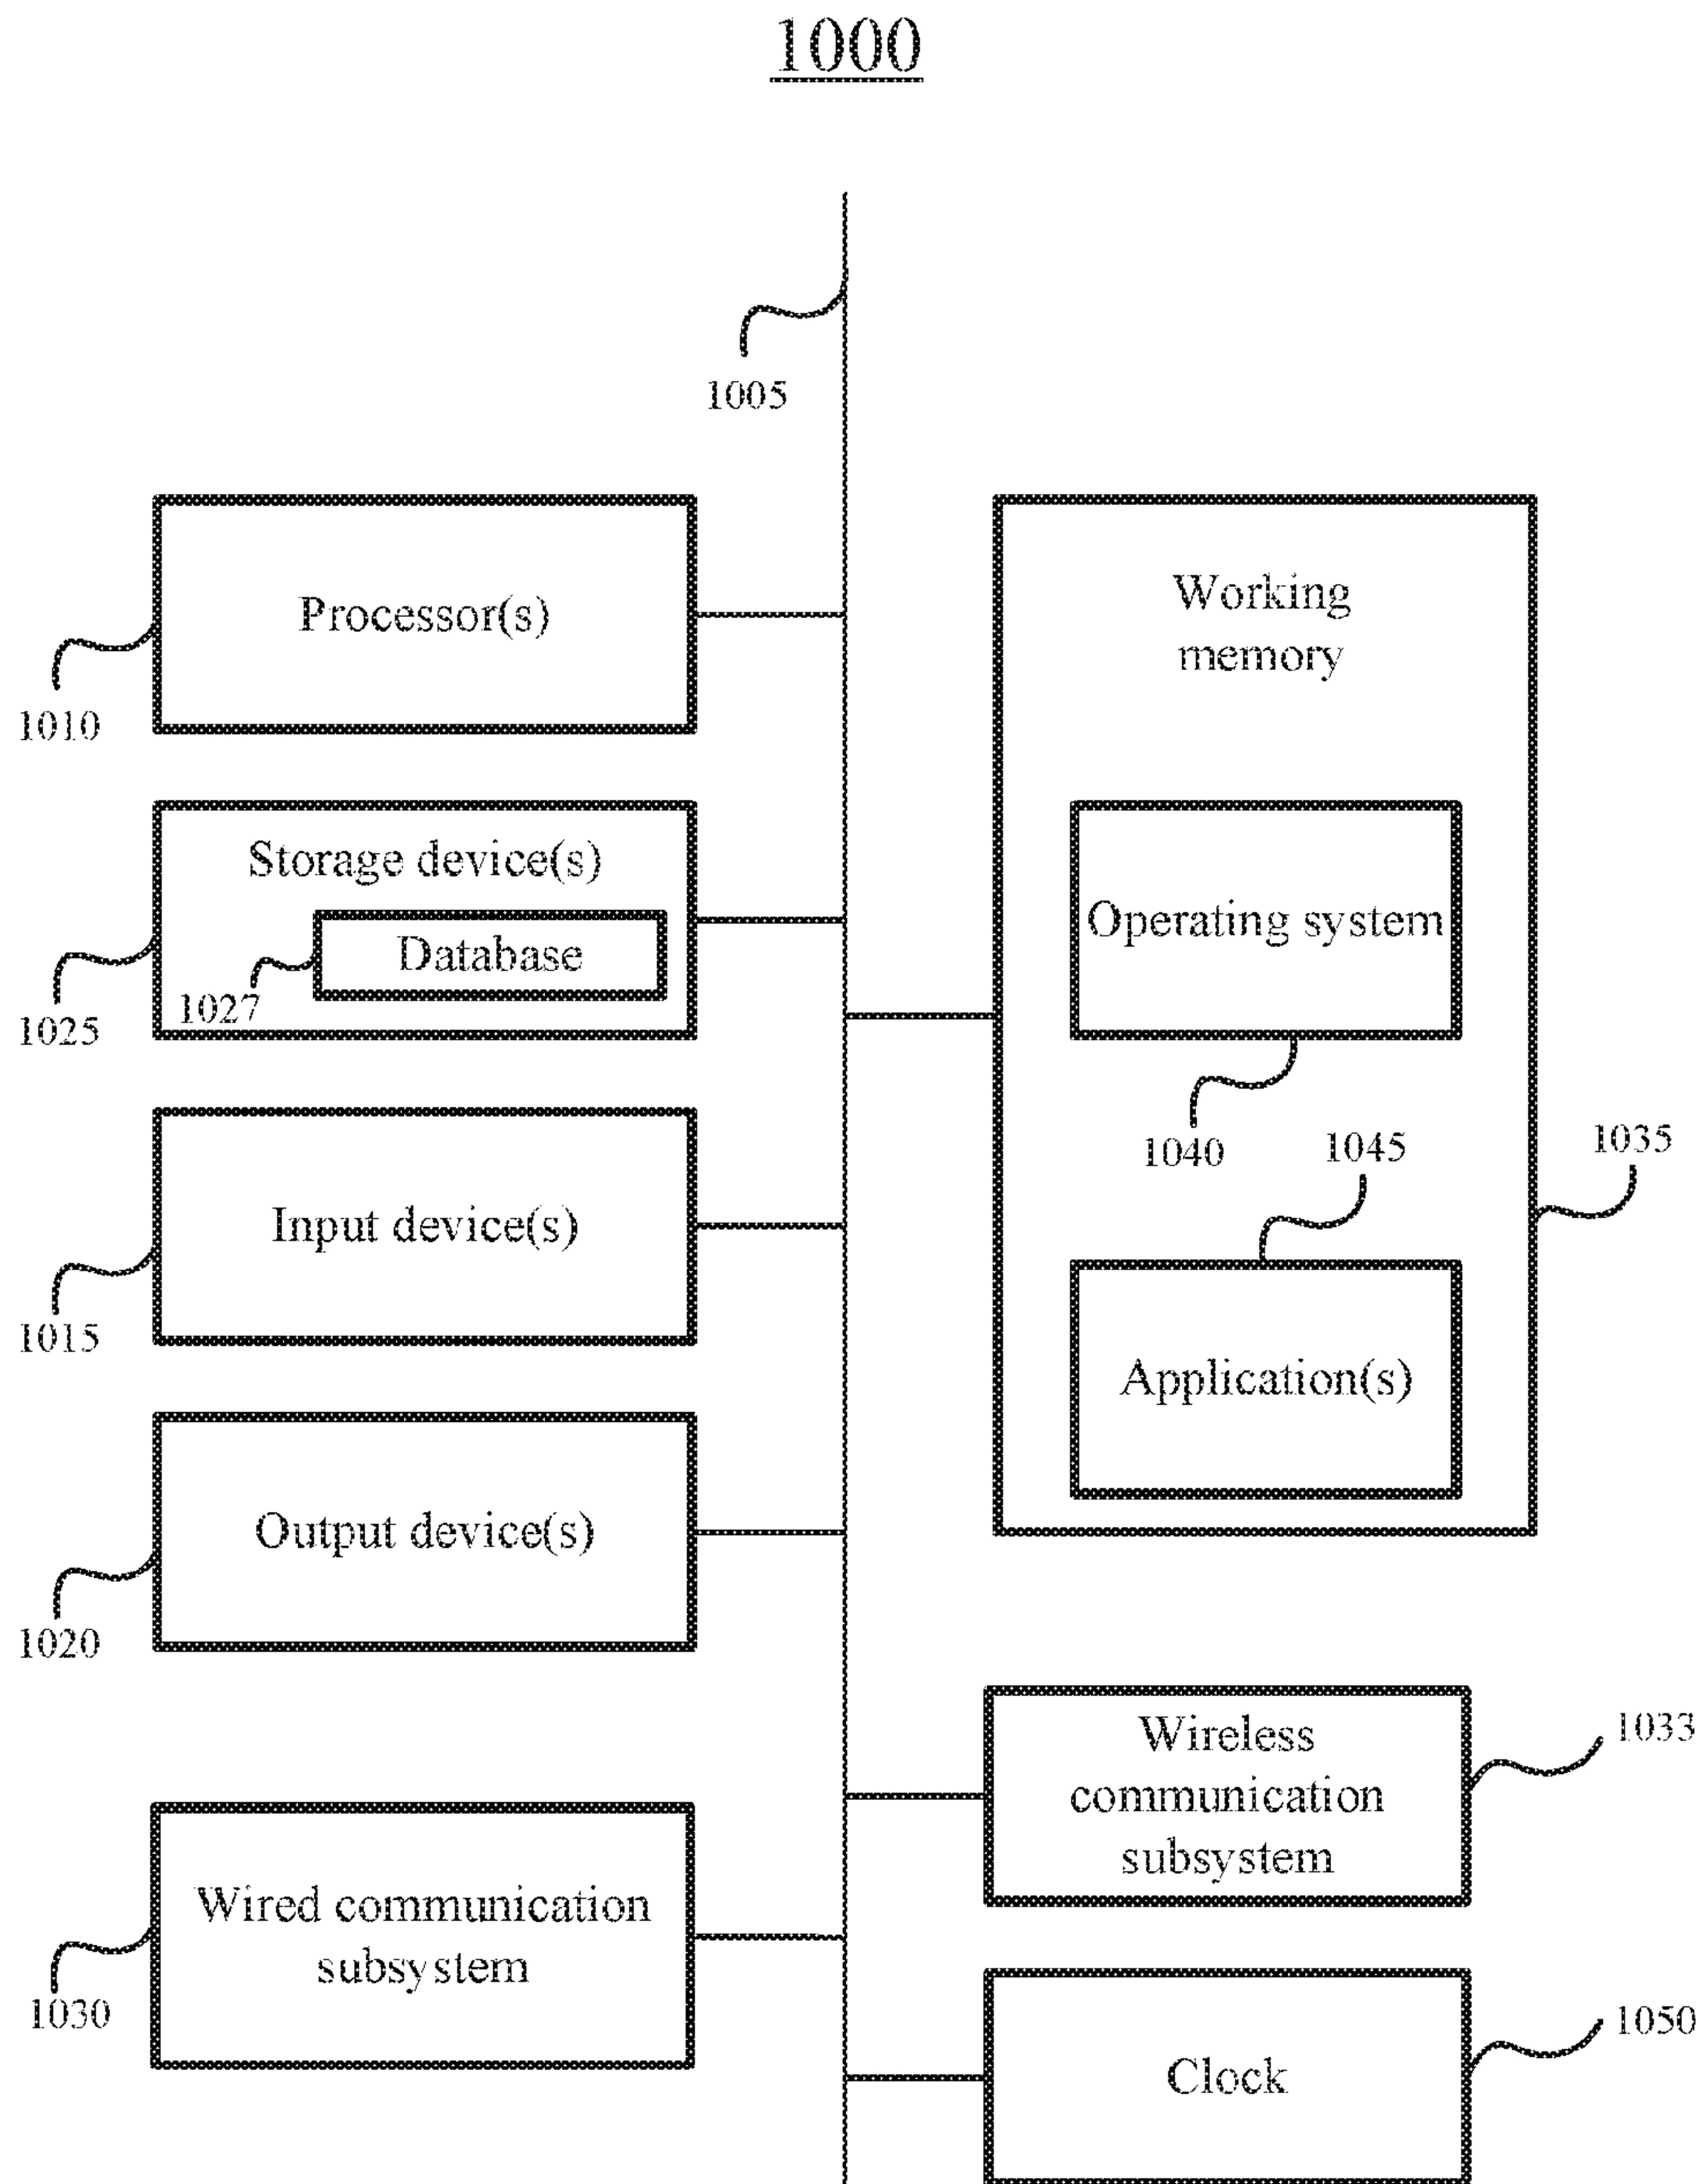 1000
1005
Processor(s)
1010
Storage device(s)
Database
1027
1025
Input device(s)
1015
Output device(s)
1020
Wired communication
subsystem
1030
Working
memory
Operating system
1040
1045
1035
Application(s)
Wireless
communication
subsystem
1033
Clock
1050